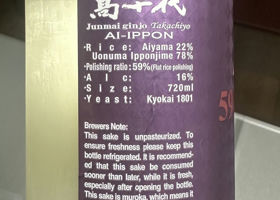 髙千代
Junmai ginjo Takachiyo
AI-IPPON
・Rice: Aiyama 22%
Uonuma Ipponjime 78%
・Polishing ratio: 59% (Flat rice polishing)
・Alc: 16%
・Size: 720ml
・Yeast: Kyokai 1801
59
Brewers Note:
This sake is unpasteurized. To
ensure freshness please keep this
bottle refrigerated. It is recommend-
ed that this sake be consumed
sooner than later, while it is fresh,
especially after opening the bottle.
This sake is muroka, which means it